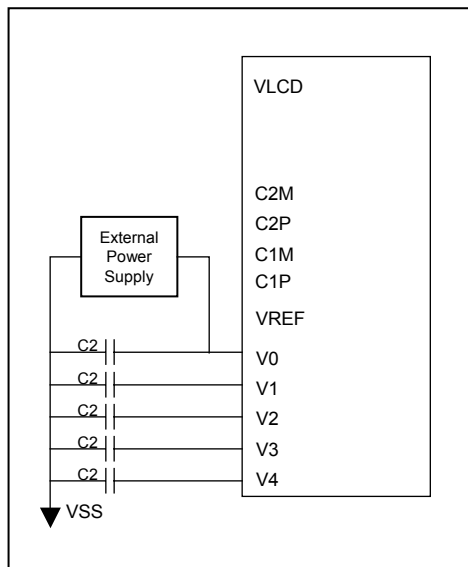 VLCD
C2M
C2P
C1M
C1P
VREF
External
Power
Supply
C2 V0
C2 V1
C2 V2
C2 V3
C2 V4
VSS